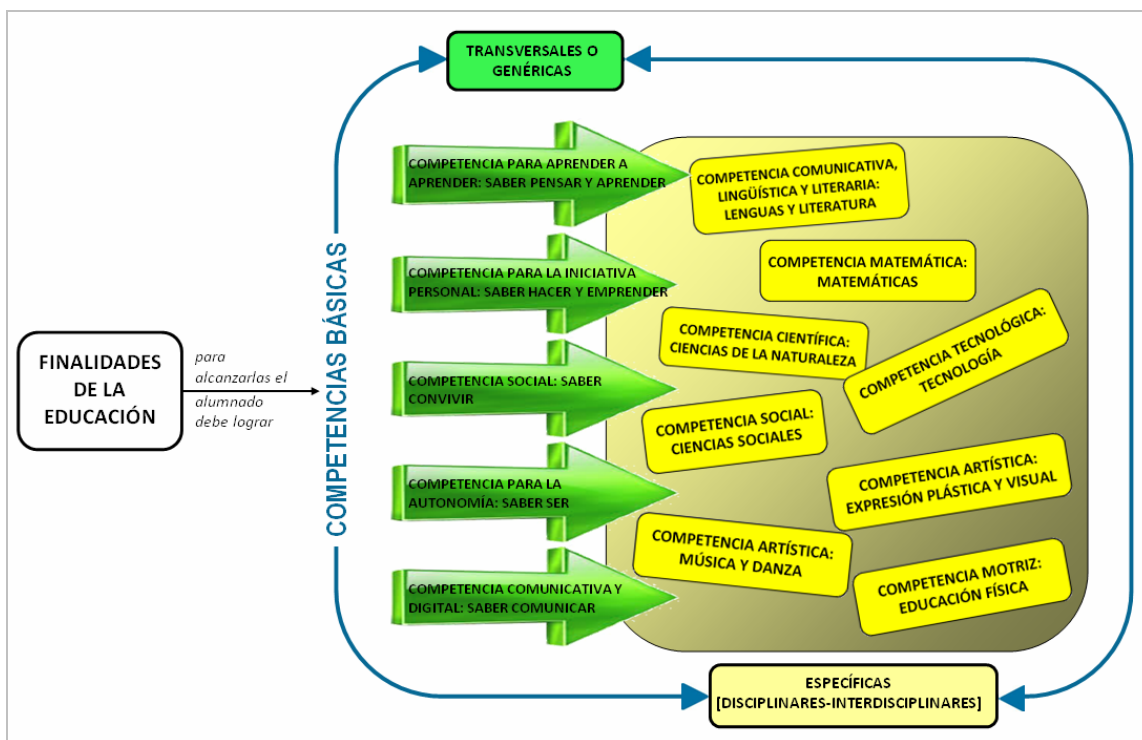 TRANSVERSALES O
GENÉRICAS
COMPETENCIA PARA APRENDER A
APRENDER: SABER PENSAR Y APRENDER
COMPETENCIA COMUNICATIVA,
LINGÜÍSTICA Y LITERARIA:
LENGUAS Y LITERATURA
COMPETENCIA PARA LA INICIATIVA
PERSONAL: SABER HACER Y EMPRENDER
COMPETENCIA MATEMÁTICA:
MATEMÁTICAS
COMPETENCIA CIENTÍFICA:
CIENCIAS DE LA NATURALEZA
COMPETENCIA TECNOLÓGICA:
TECNOLOGÍA
FINALIDADES
DE LA
EDUCACIÓN
para
alcanzarlas el
alumnado
debe lograr
COMPETENCIAS BÁSICAS
COMPETENCIA SOCIAL: SABER
CONVIVIR
COMPETENCIA SOCIAL:
CIENCIAS SOCIALES
COMPETENCIA PARA LA
AUTONOMÍA: SABER SER
COMPETENCIA ARTÍSTICA:
EXPRESIÓN PLÁSTICA Y VISUAL
COMPETENCIA ARTÍSTICA:
MÚSICA Y DANZA
COMPETENCIA COMUNICATIVA Y
DIGITAL: SABER COMUNICAR
COMPETENCIA MOTRIZ:
EDUCACIÓN FÍSICA
ESPECÍFICAS
[DISCIPLINARES-INTERDISCIPLINARES]